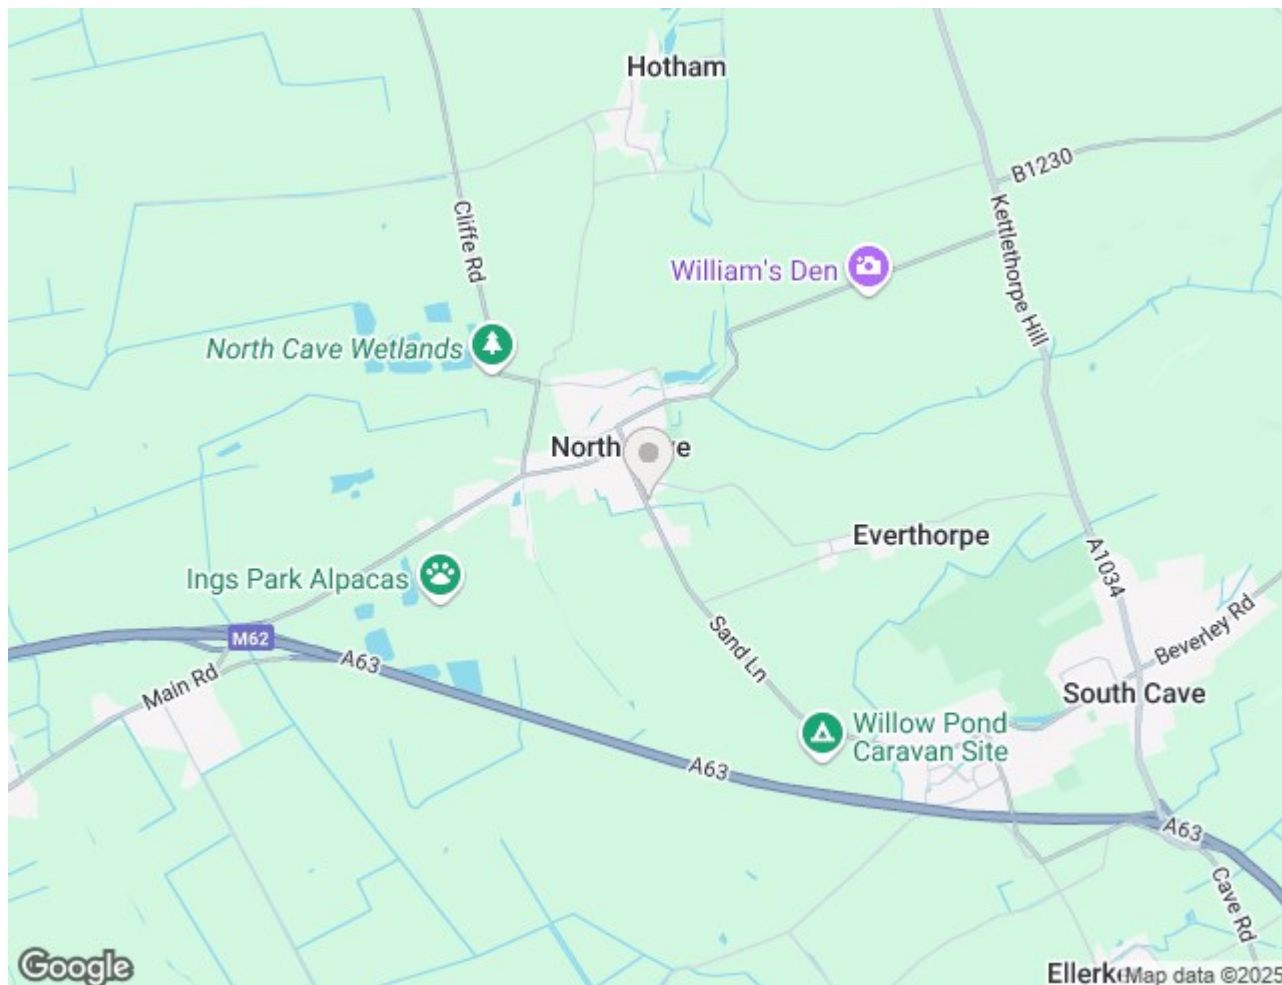 Hotham
B1230
Cliffe Rd
Kettlethorpe Hill
William's Den
North Cave Wetlands
North
Everthorpe
A1034
Ings Park Alpacas
Beverley Rd
M62
A63
Sand Ln
Main Rd
South Cave
Willow Pond
Caravan Site
A63
A63
Cave Rd
Google
Map data ©2025